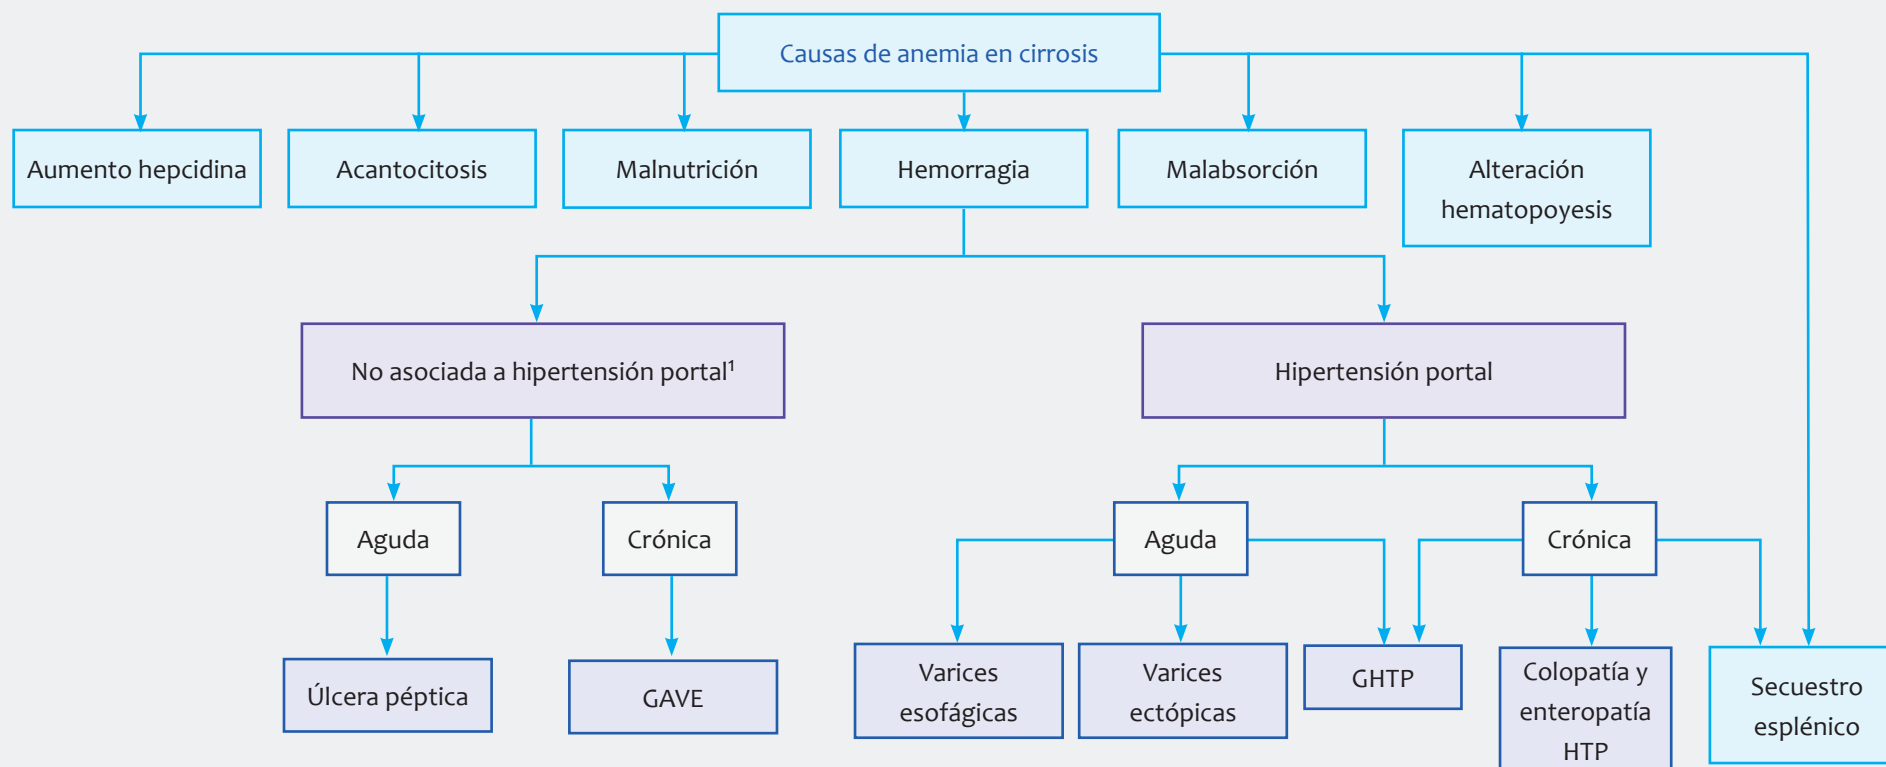 Causas de anemia en cirrosis
Aumento hepcidina
Acantocitosis
Malnutrición
Hemorragia
Malabsorción
Alteración
hematopoyesis
No asociada a hipertensión portal¹
Hipertensión portal
Aguda
Crónica
Aguda
Crónica
Úlcera péptica
GAVE
Varices
esofágicas
Varices
ectópicas
GHTP
Colopatía y
enteropatía
HTP
Secuestro
esplénico